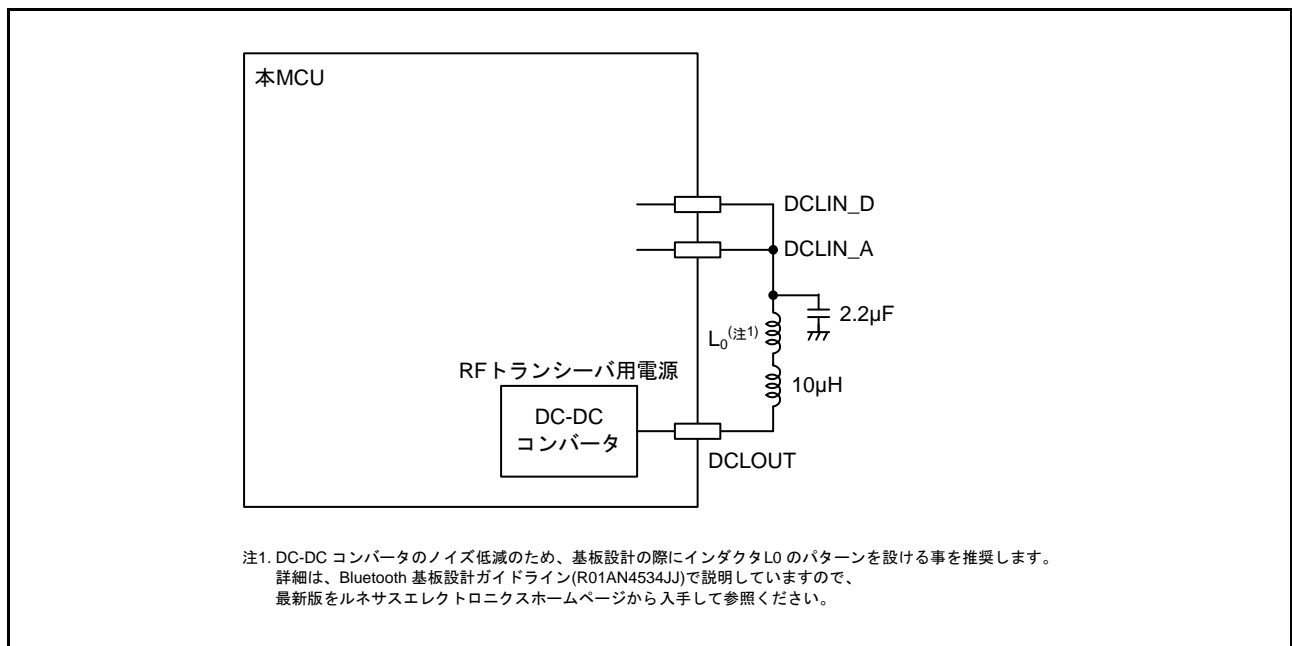 本MCU
DCLIN_D
DCLIN_A
2.2µF
L₀(注1)
10µH
RFトランシーバ用電源
DC-DC
コンバータ
DCLOUT
注1. DC-DC コンバータのノイズ低減のため、基板設計の際にインダクタL0 のパターンを設ける事を推奨します。
詳細は、Bluetooth 基板設計ガイドライン(R01AN4534JJ)で説明していますので、
最新版をルネサスエレクトロニクスホームページから入手して参照ください。